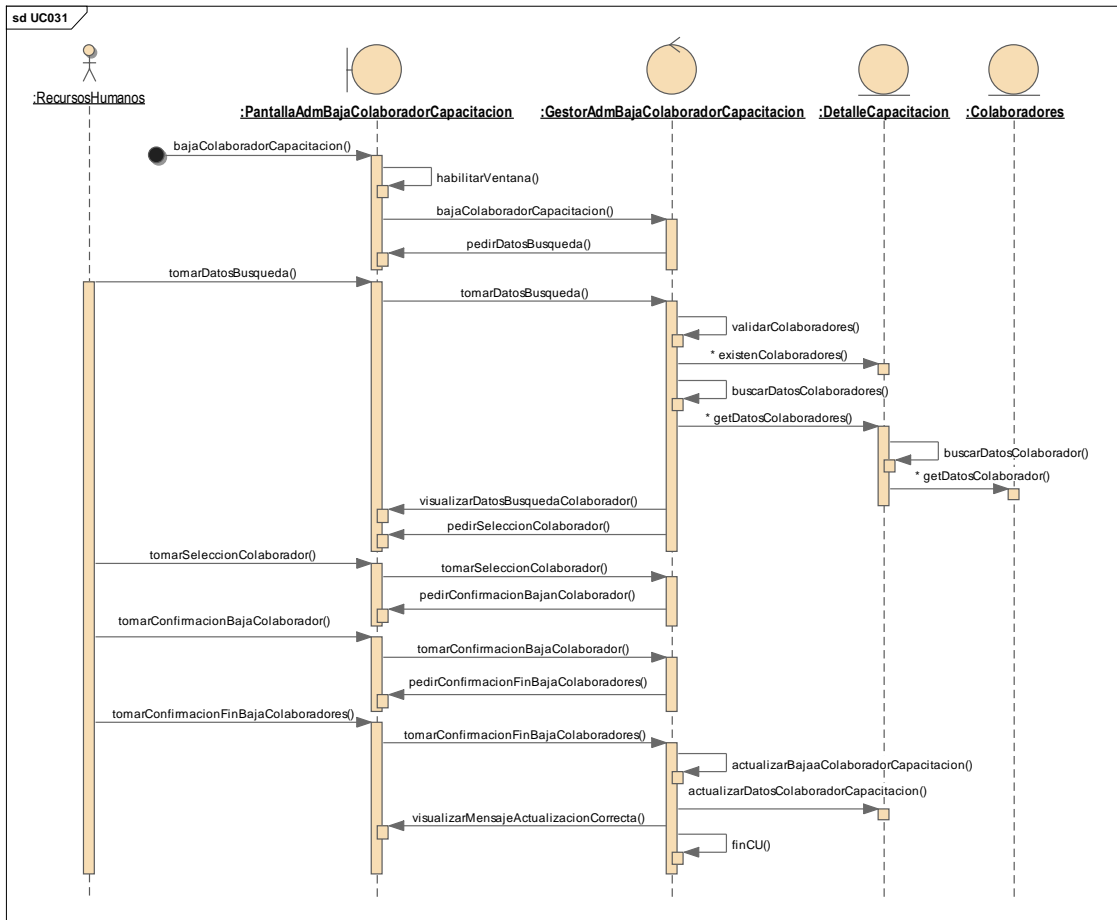 sd UC031
:RecursosHumanos
:PantallaAdmBajaColaboradorCapacitacion
:GestorAdmBajaColaboradorCapacitacion
:DetalleCapacitacion
:Colaboradores
bajaColaboradorCapacitacion()
habilitarVentana()
bajaColaboradorCapacitacion()
pedirDatosBusqueda()
tomarDatosBusqueda()
tomarDatosBusqueda()
validarColaboradores()
* existenColaboradores()
buscarDatosColaboradores()
* getDatosColaboradores()
buscarDatosColaborador()
* getDatosColaborador()
visualizarDatosBusquedaColaborador()
pedirSeleccionColaborador()
tomarSeleccionColaborador()
tomarSeleccionColaborador()
pedirConfirmacionBajanColaborador()
tomarConfirmacionBajaColaborador()
tomarConfirmacionBajaColaborador()
pedirConfirmacionFinBajaColaboradores()
tomarConfirmacionFinBajaColaboradores()
tomarConfirmacionFinBajaColaboradores()
actualizarBajaaColaboradorCapacitacion()
actualizarDatosColaboradorCapacitacion()
visualizarMensajeActualizacionCorrecta()
finCU()